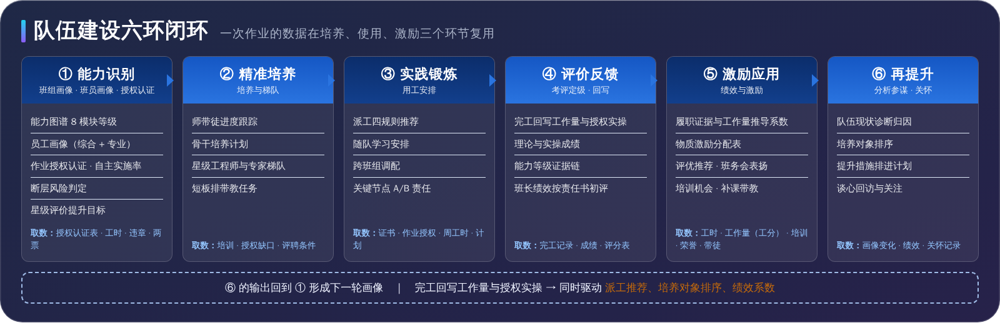 队伍建设六环闭环 一次作业的数据在培养、使用、激励三个环节复用
① 能力识别
班组画像 · 班员画像 · 授权认证
能力图谱 8 模块等级
员工画像（综合 + 专业）
作业授权认证 · 自主实施率
断层风险判定
星级评价提升目标
取数：授权认证表 · 工时 · 违章 · 两
票
② 精准培养
培养与梯队
师带徒进度跟踪
骨干培养计划
星级工程师与专家梯队
短板排带教任务
取数：培训 · 授权缺口 · 评聘条件
③ 实践锻炼
用工安排
派工四规则推荐
随队学习安排
跨班组调配
关键节点 A/B 责任
取数：证书 · 作业授权 · 周工时 · 计
划
④ 评价反馈
考评定级 · 回写
完工回写工作量与授权实操
理论与实操成绩
能力等级证据链
班长绩效按责任书初评
取数：完工记录 · 成绩 · 评分表
⑤ 激励应用
绩效与激励
履职证据与工作量推导系数
物质激励分配表
评优推荐 · 班务会表扬
培训机会 · 补课带教
取数：工时 · 工作量（工分） · 培训
· 荣誉 · 带徒
⑥ 再提升
分析参谋 · 关怀
队伍现状诊断归因
培养对象排序
提升措施排进计划
谈心回访与关注
取数：画像变化 · 绩效 · 关怀记录
⑥ 的输出回到 ① 形成下一轮画像 ｜ 完工回写工作量与授权实操 → 同时驱动 派工推荐、培养对象排序、绩效系数